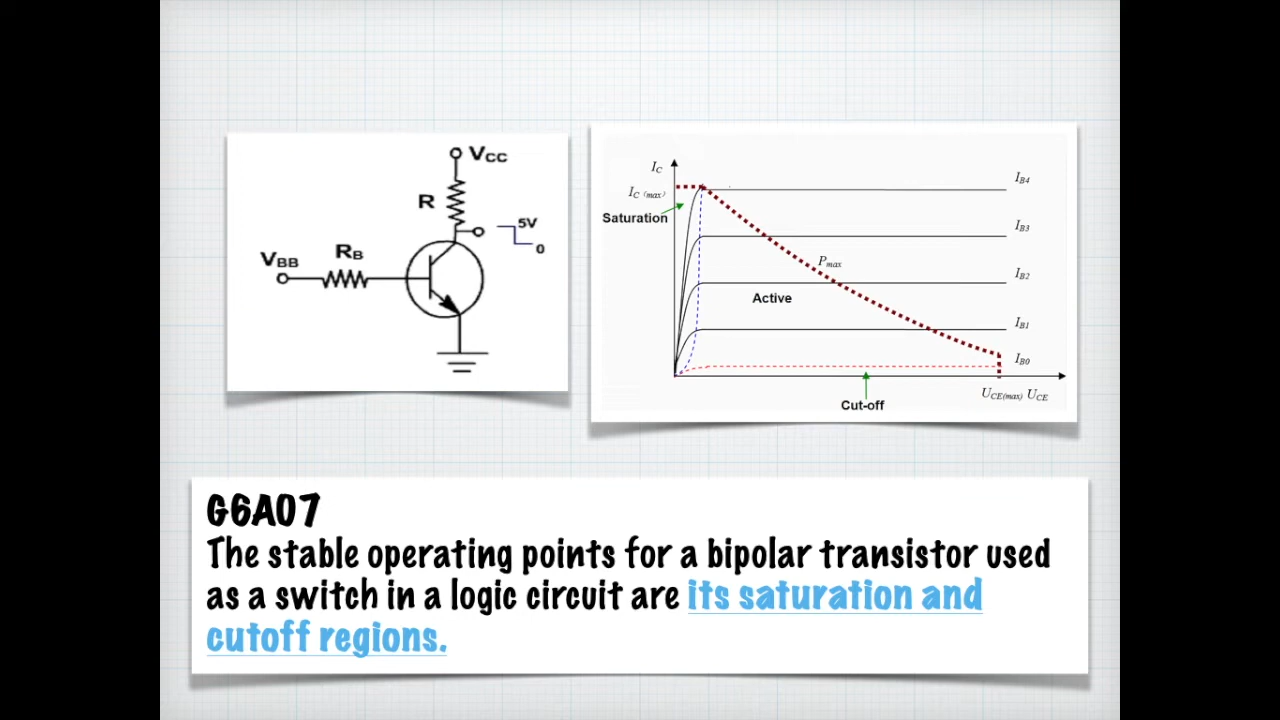 VCC
R
5V
0
RB
VBB
IC
IC (max)
Saturation
IB4
IB3
Pmax
IB2
Active
IB1
IB0
UCE(max) UCE
Cut-off
G6A07
The stable operating points for a bipolar transistor used
as a switch in a logic circuit are its saturation and
cutoff regions.